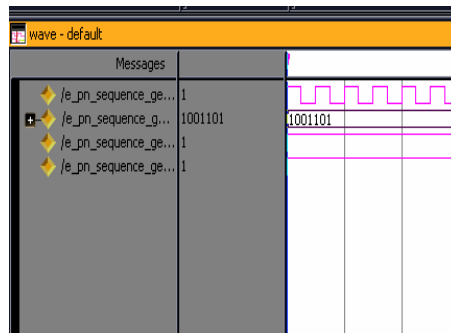 wave - default
Messages
/e_pn_sequence_ge... 1
/e_pn_sequence_g... 1001101 1001101
/e_pn_sequence_ge... 1
/e_pn_sequence_ge... 1